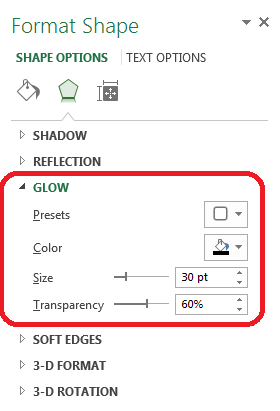 Format Shape
SHAPE OPTIONS TEXT OPTIONS
SHADOW
REFLECTION
GLOW
Presets
Color
Size 30 pt
Transparency 60%
SOFT EDGES
3-D FORMAT
3-D ROTATION